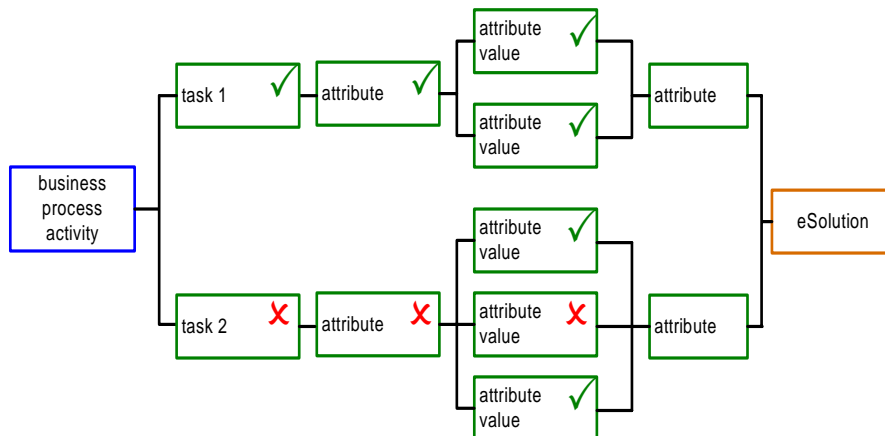 attribute
value
task 1
attribute
attribute
attribute
value
business
process
activity
eSolution
attribute
value
task 2
attribute
attribute
value
attribute
attribute
value